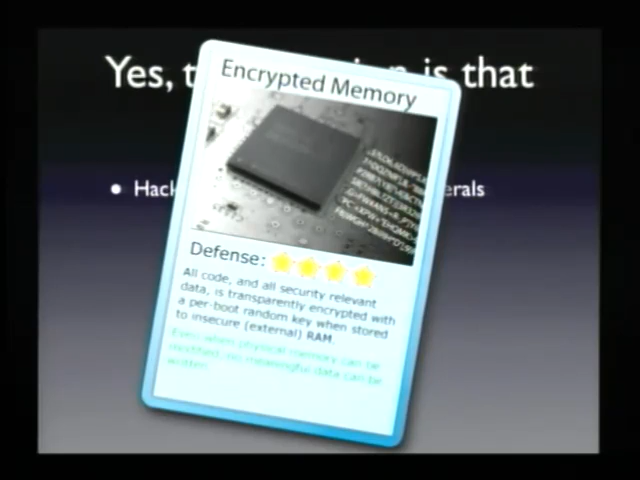 Yes, t is that
Hack erals
Encrypted Memory
Defense:
All code, and all security relevant
data, is transparently encrypted with
a per-boot random key when stored
to insecure (external) RAM.
Even when physical memory can be
modified, no meaningful data can be
written.